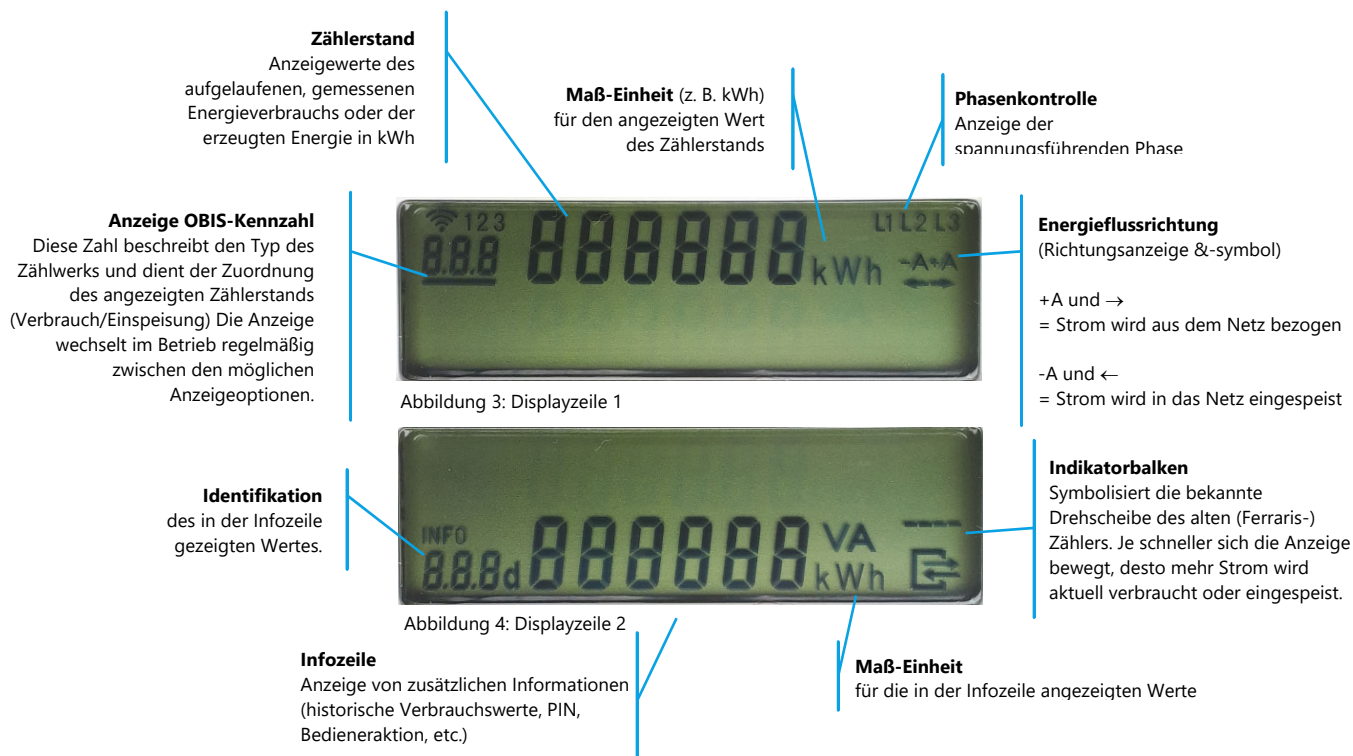 Zählerstand
Anzeigewerte des
aufgelaufenen, gemessenen
Energieverbrauchs oder der
erzeugten Energie in kWh
Maß-Einheit (z. B. kWh)
für den angezeigten Wert
des Zählerstands
Phasenkontrolle
Anzeige der
spannungsführenden Phase
Anzeige OBIS-Kennzahl
Diese Zahl beschreibt den Typ des
Zählwerks und dient der Zuordnung
des angezeigten Zählerstands
(Verbrauch/Einspeisung) Die Anzeige
wechselt im Betrieb regelmäßig
zwischen den möglichen
Anzeigeoptionen.
123
8.8.8
888888
kWh
L1 L2 L3
-A+A
Energieflussrichtung
(Richtungsanzeige &-symbol)
+A und →
= Strom wird aus dem Netz bezogen
-A und ←
= Strom wird in das Netz eingespeist
Abbildung 3: Displayzeile 1
Identifikation
des in der Infozeile
gezeigten Wertes.
INFO
8.8.8d
888888
VA
kWh
Indikatorbalken
Symbolisiert die bekannte
Drehscheibe des alten (Ferraris-)
Zählers. Je schneller sich die Anzeige
bewegt, desto mehr Strom wird
aktuell verbraucht oder eingespeist.
Abbildung 4: Displayzeile 2
Infozeile
Anzeige von zusätzlichen Informationen
(historische Verbrauchswerte, PIN,
Bedieneraktion, etc.)
Maß-Einheit
für die in der Infozeile angezeigten Werte